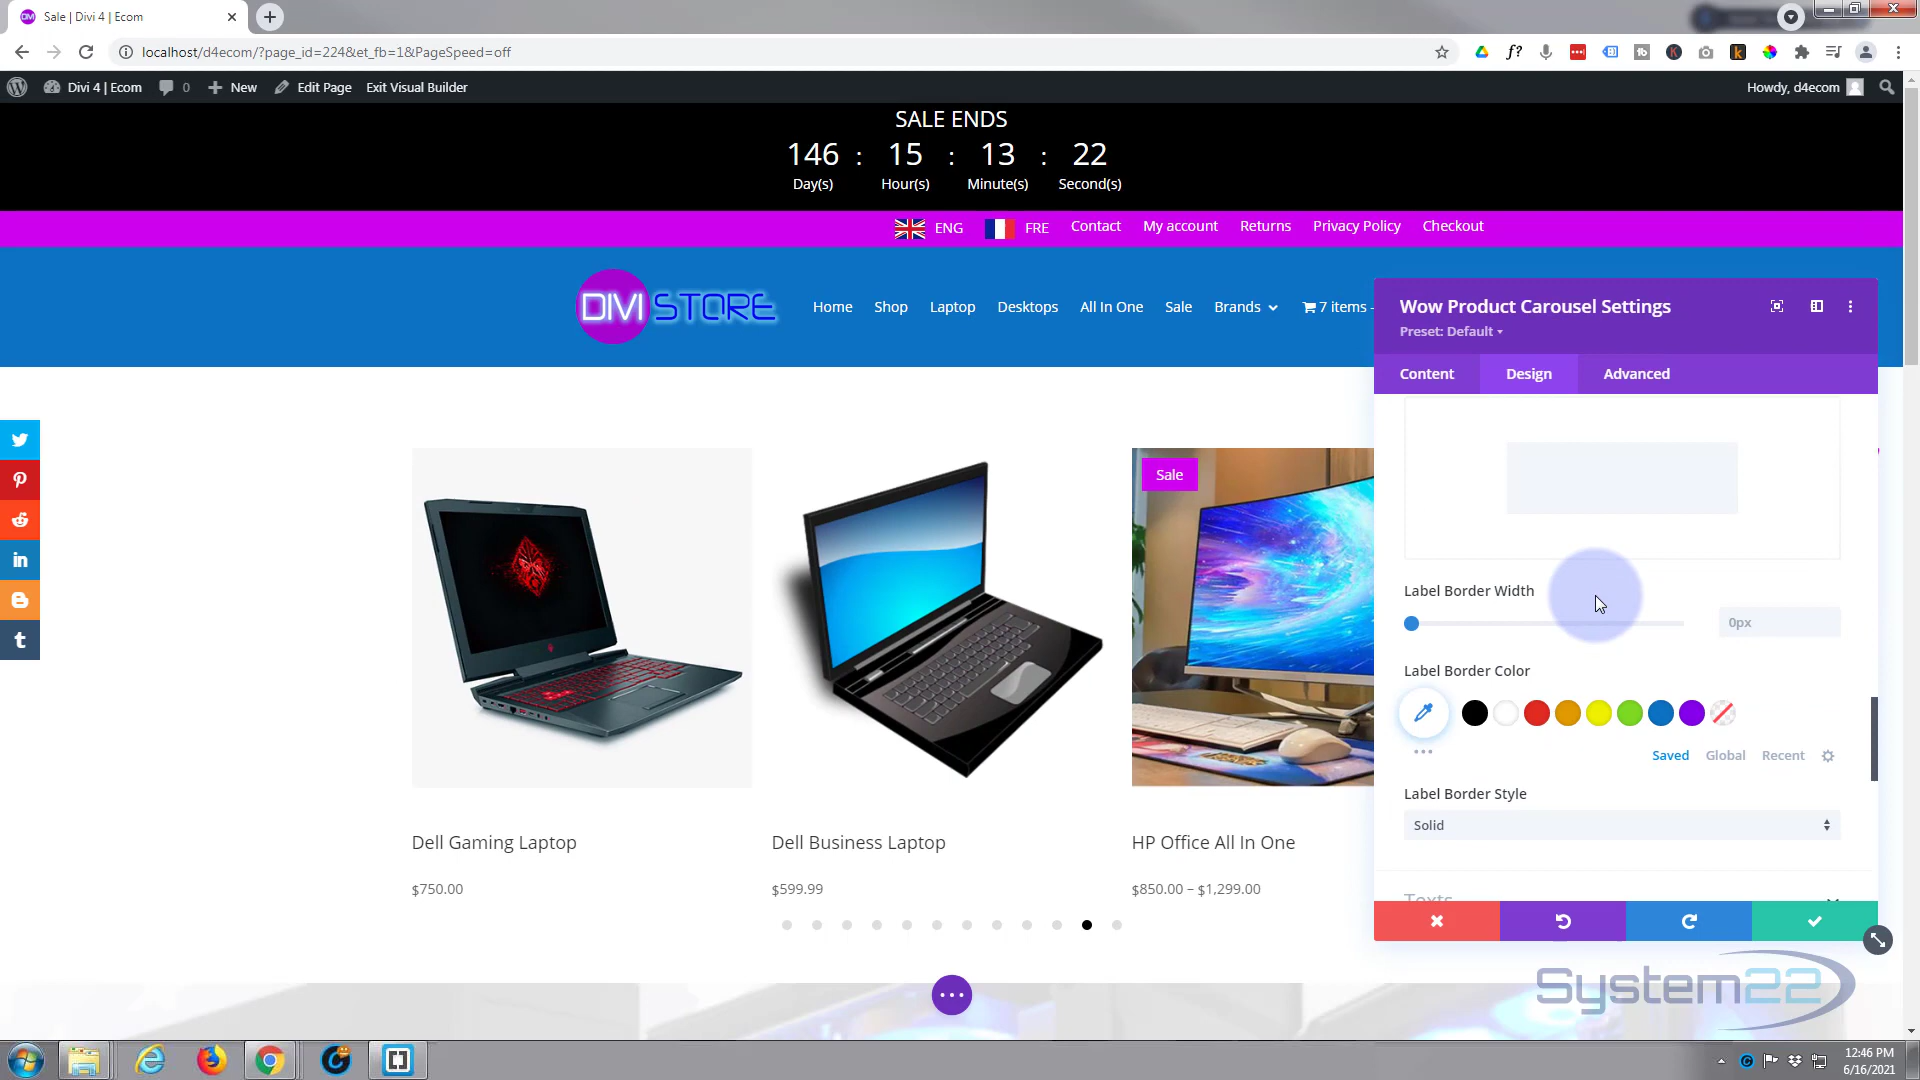 Sale | Divi 4 | Ecom
localhost/d4ecom/?page_id=224&et_fb=1&PageSpeed=off
Divi 4 | Ecom
0
New
Edit Page
Exit Visual Builder
Howdy, d4ecom
SALE ENDS
146 : 15 : 13 : 22
Day(s) Hour(s) Minute(s) Second(s)
ENG FRE Contact My account Returns Privacy Policy Checkout
DIVI STORE
Home Shop Laptop Desktops All In One Sale Brands 7 items -
Wow Product Carousel Settings
Preset: Default
Content Design Advanced
Sale
Label Border Width
0px
Label Border Color
Saved Global Recent
Label Border Style
Solid
Texts
Dell Gaming Laptop
$750.00
Dell Business Laptop
$599.99
HP Office All In One
$850.00 – $1,299.00
System22
12:46 PM
6/16/2021